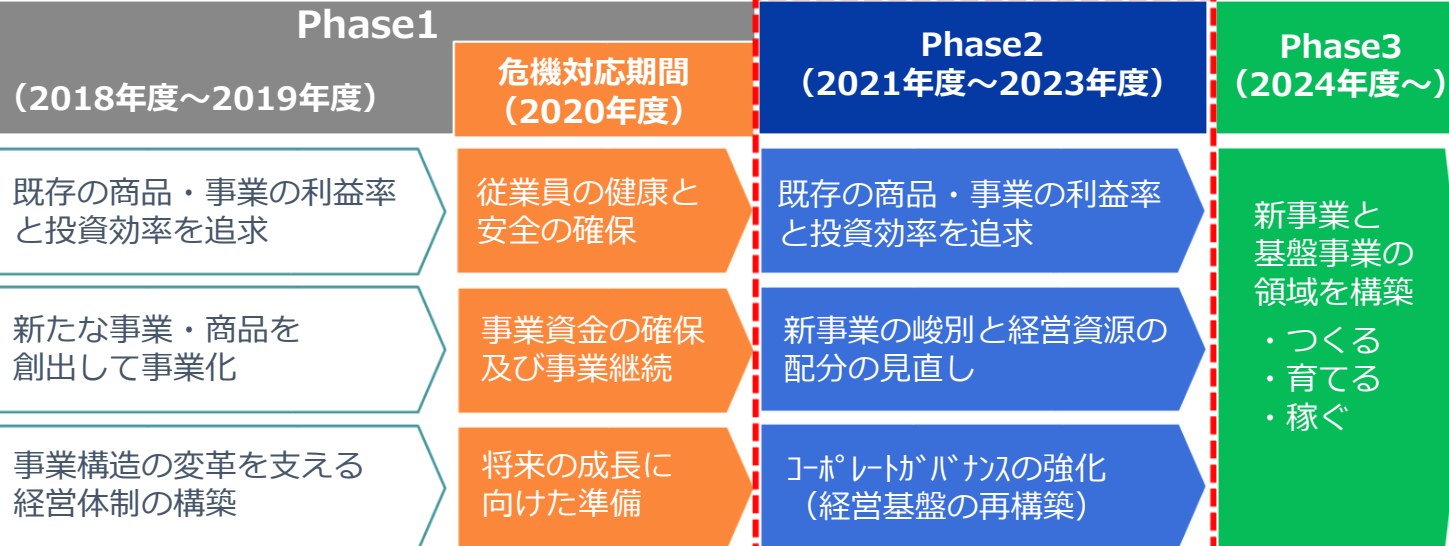 Phase1
（2018年度～2019年度）
危機対応期間
（2020年度）
Phase2
（2021年度～2023年度）
Phase3
（2024年度～）
既存の商品・事業の利益率
と投資効率を追求
従業員の健康と
安全の確保
既存の商品・事業の利益率
と投資効率を追求
新たな事業・商品を
創出して事業化
事業資金の確保
及び事業継続
新事業の峻別と経営資源の
配分の見直し
事業構造の変革を支える
経営体制の構築
将来の成長に
向けた準備
ｺｰﾎﾟﾚｰﾄｶﾞﾊﾞﾅﾝｽの強化
（経営基盤の再構築）
新事業と
基盤事業の
領域を構築
・つくる
・育てる
・稼ぐ